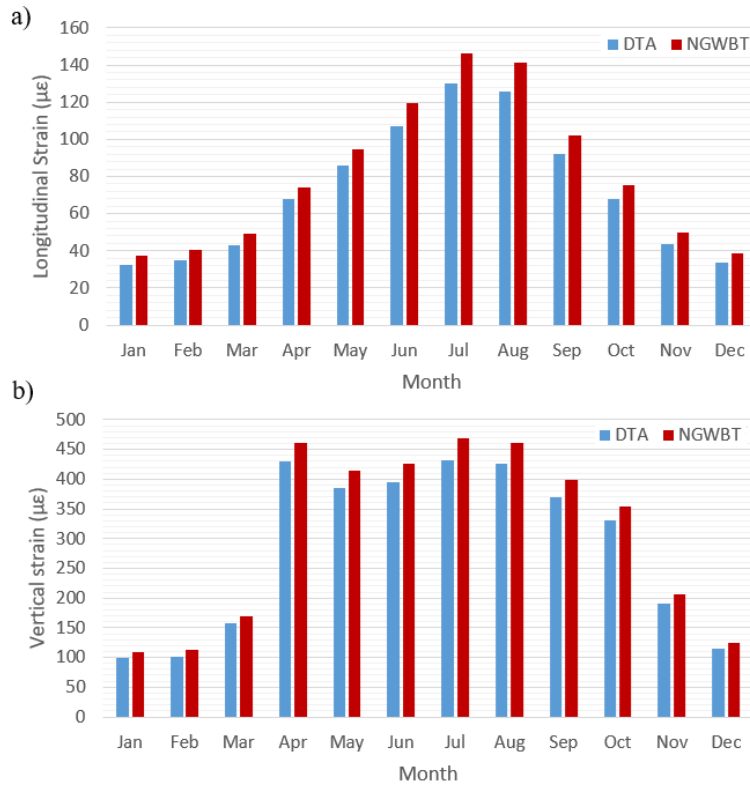 a)
160
140
120
100
80
60
40
20
0
Longitudinal Strain (με)
DTA NGWBT
Jan Feb Mar Apr May Jun Jul Aug Sep Oct Nov Dec
Month
b)
500
450
400
350
300
250
200
150
100
50
0
Vertical strain (με)
DTA NGWBT
Jan Feb Mar Apr May Jun Jul Aug Sep Oct Nov Dec
Month